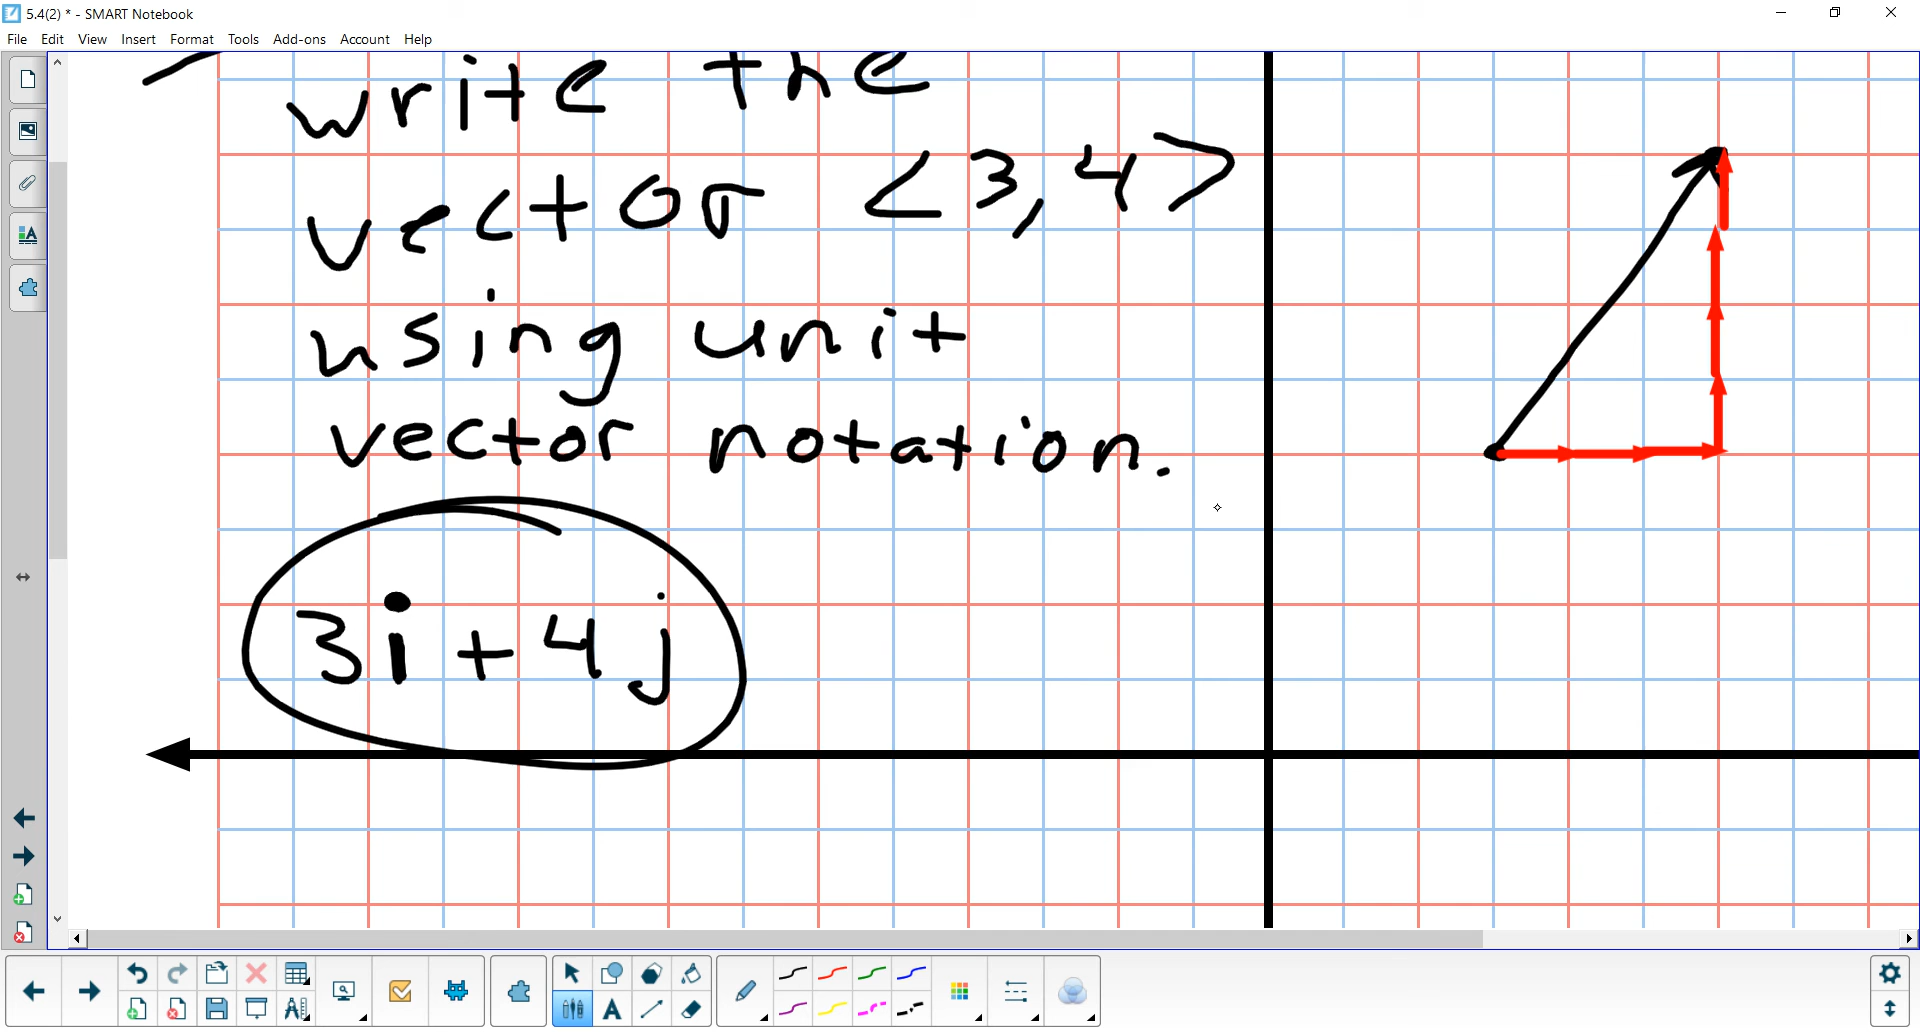 5.4(2) * - SMART Notebook
File Edit View Insert Format Tools Add-ons Account Help
write the
vector <3,4>
using unit
vector notation.
3i+4j